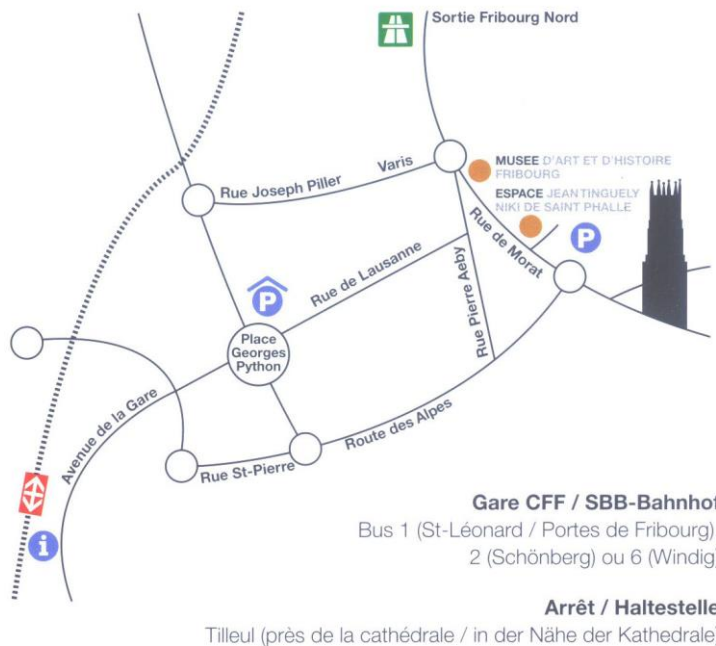 Sortie Fribourg Nord
MUSEE D'ART ET D'HISTOIRE
FRIBOURG
ESPACE JEAN TINGUELY
NIKI DE SAINT PHALLE
Varis
Rue Joseph Piller
Rue de Morat
P
Rue de Lausanne
Rue Pierre Aeby
P
Place
Georges
Python
Avenue de la Gare
Route des Alpes
Rue St-Pierre
i
Gare CFF / SBB-Bahnhof
Bus 1 (St-Léonard / Portes de Fribourg)
2 (Schönberg) ou 6 (Windig)
Arrêt / Haltestelle
Tilleul (près de la cathédrale / in der Nähe der Kathedrale)